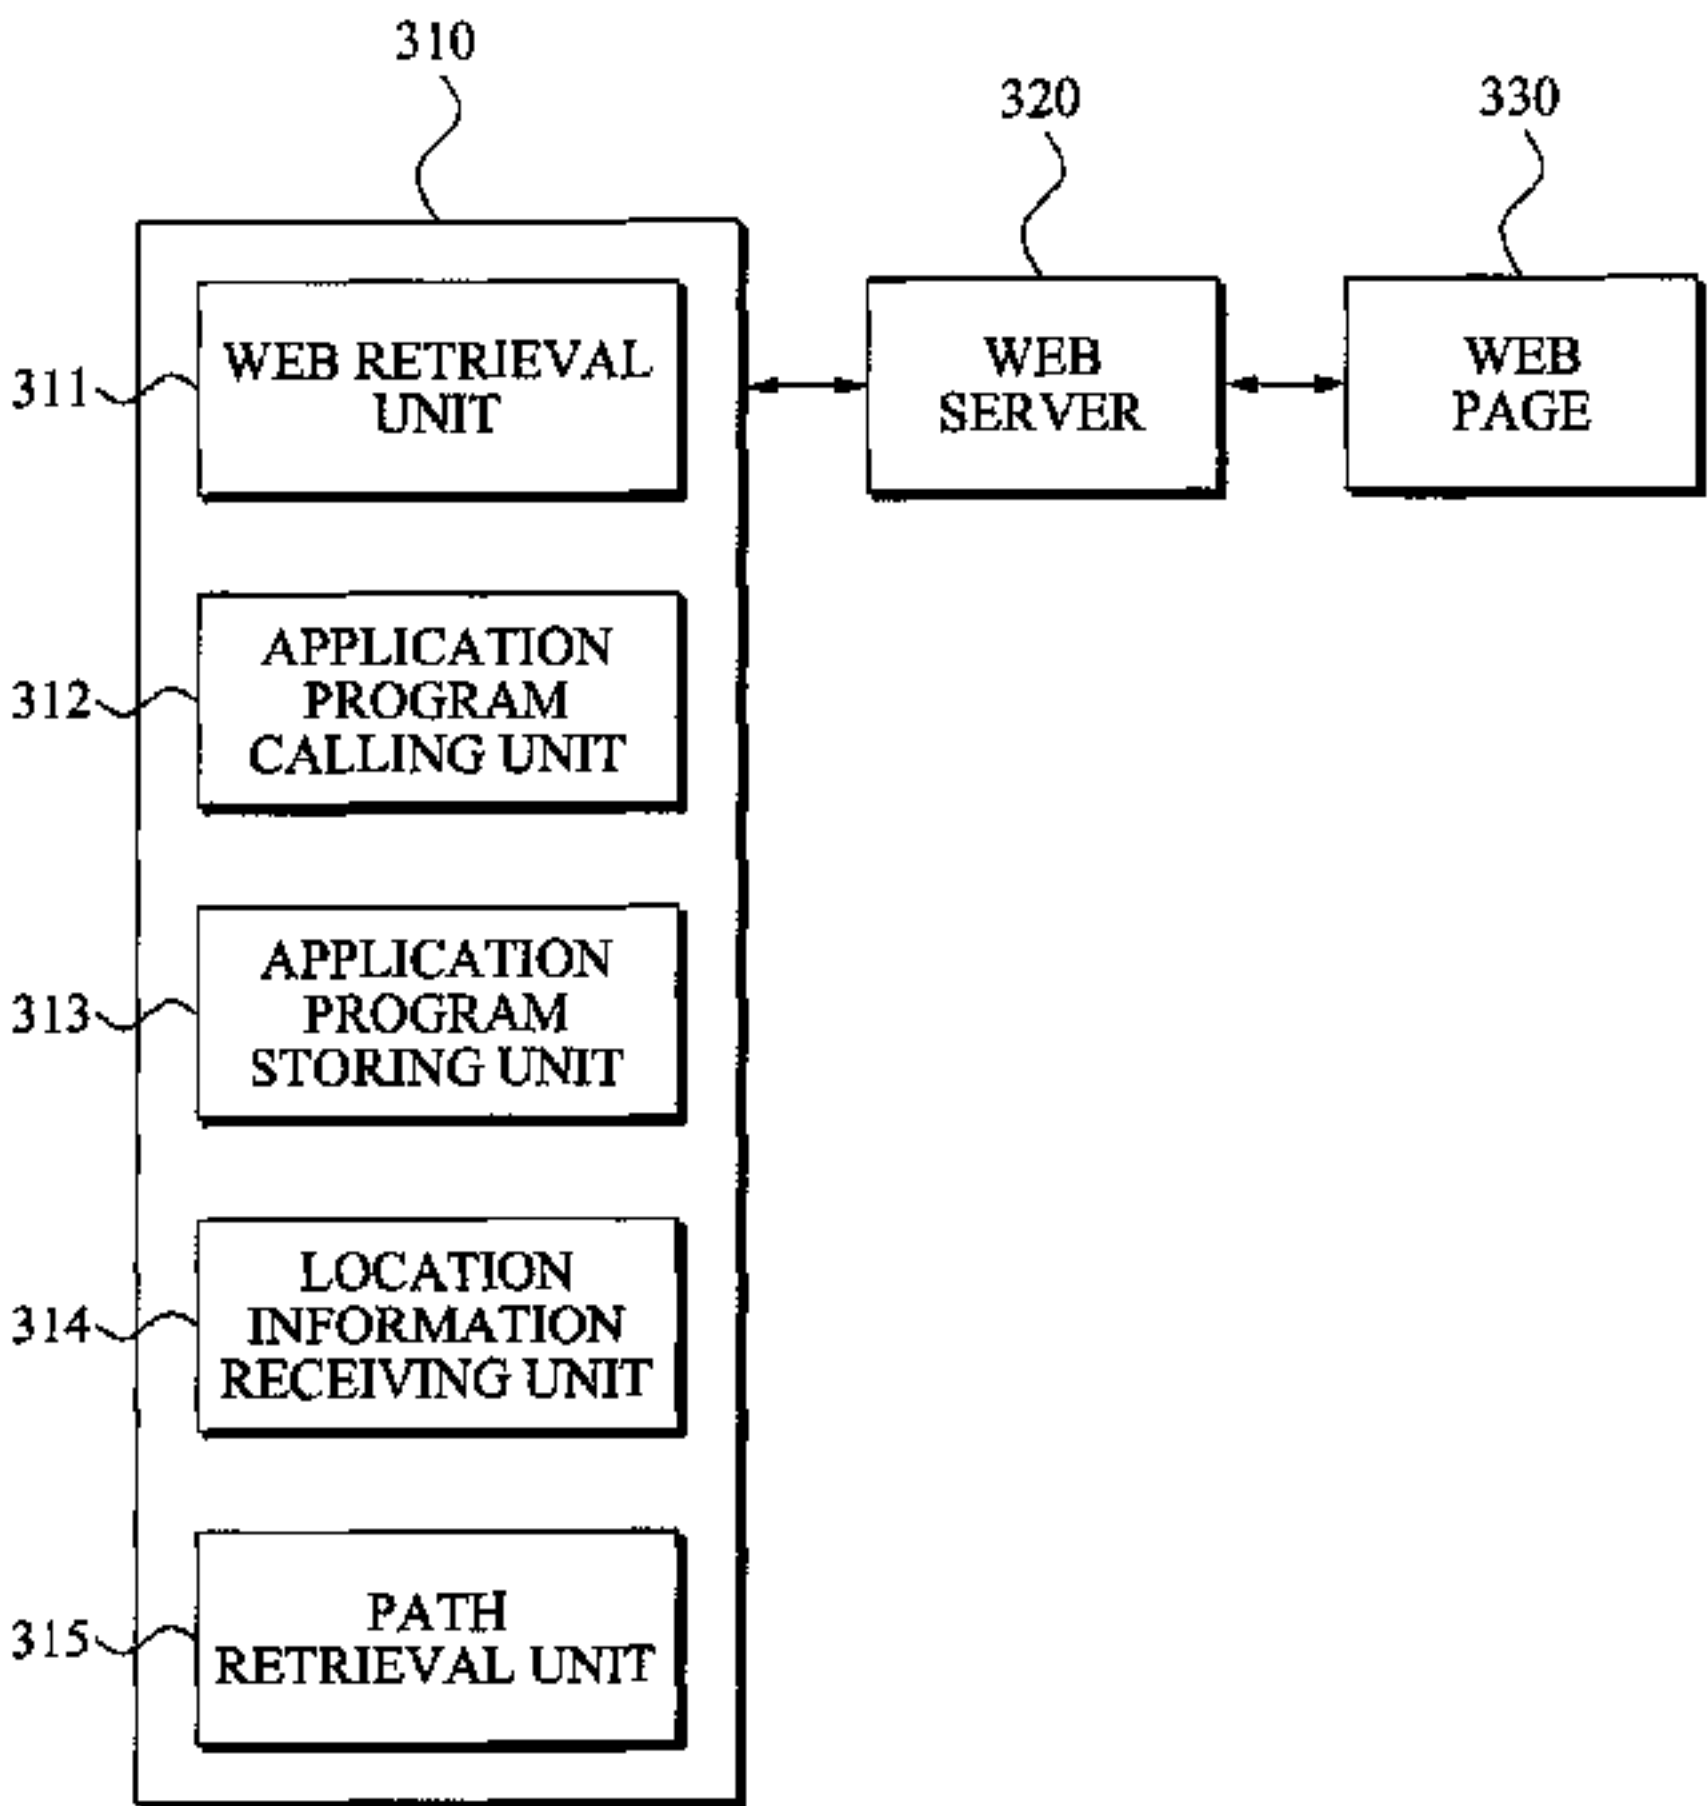 310
320
330
311
WEB RETRIEVAL
UNIT
WEB
SERVER
WEB
PAGE
312
APPLICATION
PROGRAM
CALLING UNIT
313
APPLICATION
PROGRAM
STORING UNIT
314
LOCATION
INFORMATION
RECEIVING UNIT
315
PATH
RETRIEVAL UNIT